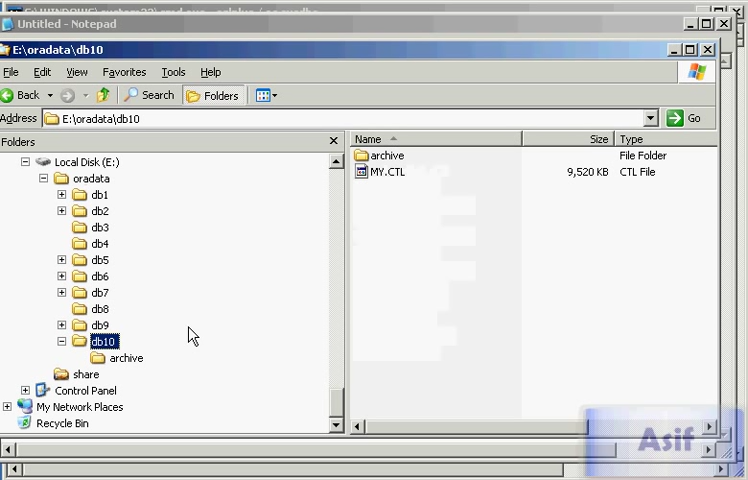 Untitled - Notepad
E:\oradata\db10
File Edit View Favorites Tools Help
Back Search Folders
Address E:\oradata\db10 Go
Folders
Local Disk (E:)
oradata
db1
db2
db3
db4
db5
db6
db7
db8
db9
db10
archive
share
Control Panel
My Network Places
Recycle Bin
Name Size Type
archive File Folder
MY.CTL 9,520 KB CTL File
Asif